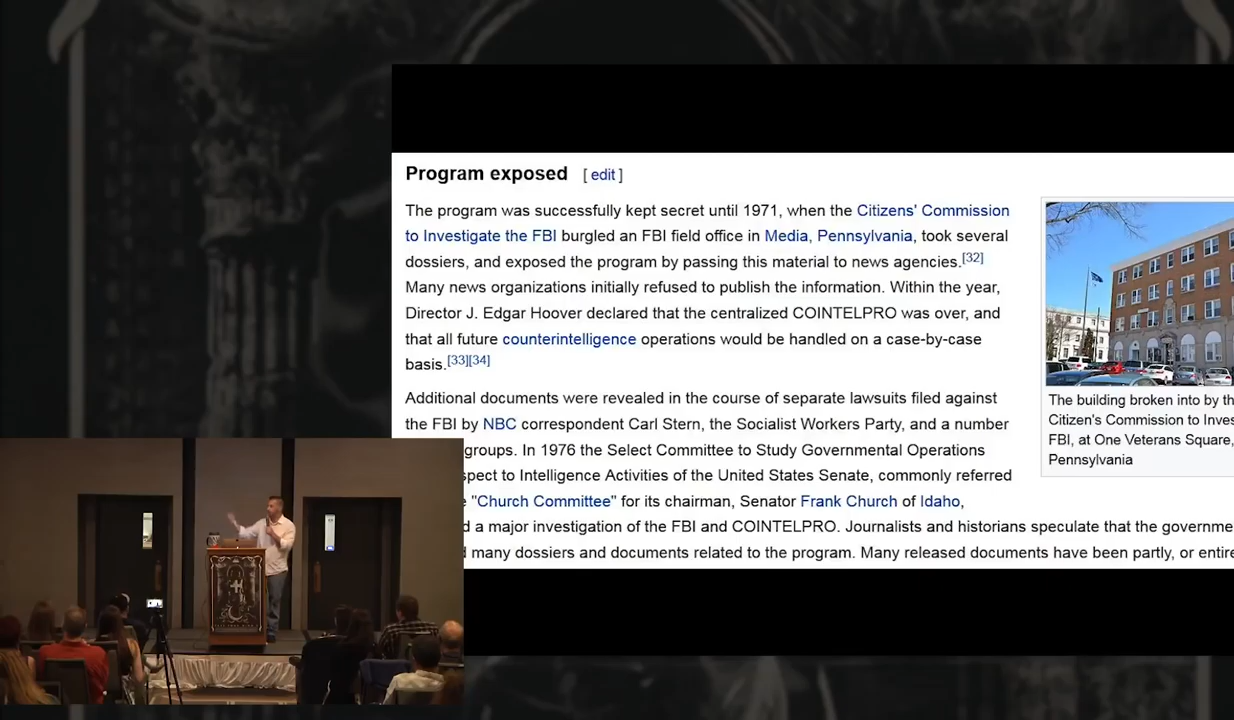 Program exposed [ edit ]
The program was successfully kept secret until 1971, when the Citizens' Commission
to Investigate the FBI burgled an FBI field office in Media, Pennsylvania, took several
dossiers, and exposed the program by passing this material to news agencies.[32]
Many news organizations initially refused to publish the information. Within the year,
Director J. Edgar Hoover declared that the centralized COINTELPRO was over, and
that all future counterintelligence operations would be handled on a case-by-case
basis.[33][34]
Additional documents were revealed in the course of separate lawsuits filed against
the FBI by NBC correspondent Carl Stern, the Socialist Workers Party, and a number
groups. In 1976 the Select Committee to Study Governmental Operations
spect to Intelligence Activities of the United States Senate, commonly referred
"Church Committee" for its chairman, Senator Frank Church of Idaho,
d a major investigation of the FBI and COINTELPRO. Journalists and historians speculate that the governme
many dossiers and documents related to the program. Many released documents have been partly, or entire
The building broken into by th
Citizen's Commission to Inves
FBI, at One Veterans Square,
Pennsylvania